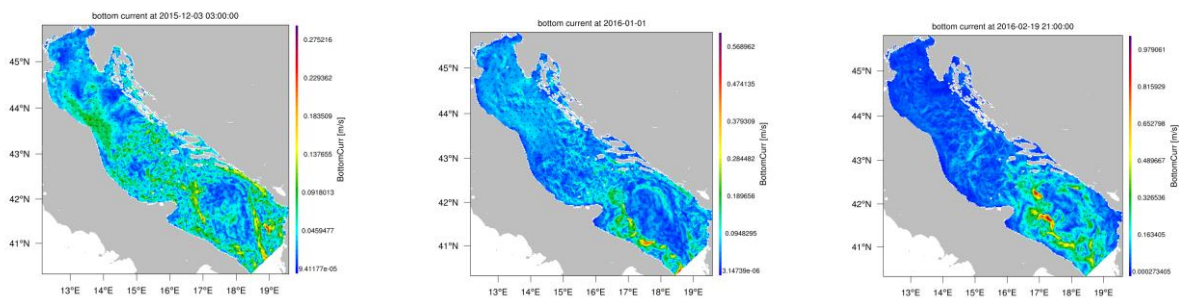 bottom current at 2015-12-03 03:00:00
0.275216
0.229362
0.183509
0.137655
0.0918013
0.0459477
9.41177e-05
BottomCurr [m/s]
45°N
44°N
43°N
42°N
41°N
13°E 14°E 15°E 16°E 17°E 18°E 19°E
bottom current at 2016-01-01
0.568962
0.474135
0.379309
0.284482
0.189656
0.0948295
3.14739e-06
BottomCurr [m/s]
45°N
44°N
43°N
42°N
41°N
13°E 14°E 15°E 16°E 17°E 18°E 19°E
bottom current at 2016-02-19 21:00:00
0.979061
0.815929
0.652798
0.489667
0.326536
0.163405
0.000273405
BottomCurr [m/s]
45°N
44°N
43°N
42°N
41°N
13°E 14°E 15°E 16°E 17°E 18°E 19°E